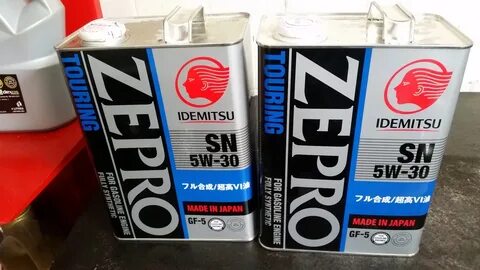 TOURING
ZEPRO
FOR GASOLINE ENGINE
FULLY SYNTHETIC
IDEMITSU
SN
5W-30
フル合成/超高VI油
MADE IN JAPAN
GF-5
TOURING
ZEPRO
FOR GASOLINE ENGINE
FULLY SYNTHETIC
IDEMITSU
SN
5W-30
フル合成/超高VI油
MADE IN JAPAN
GF-5